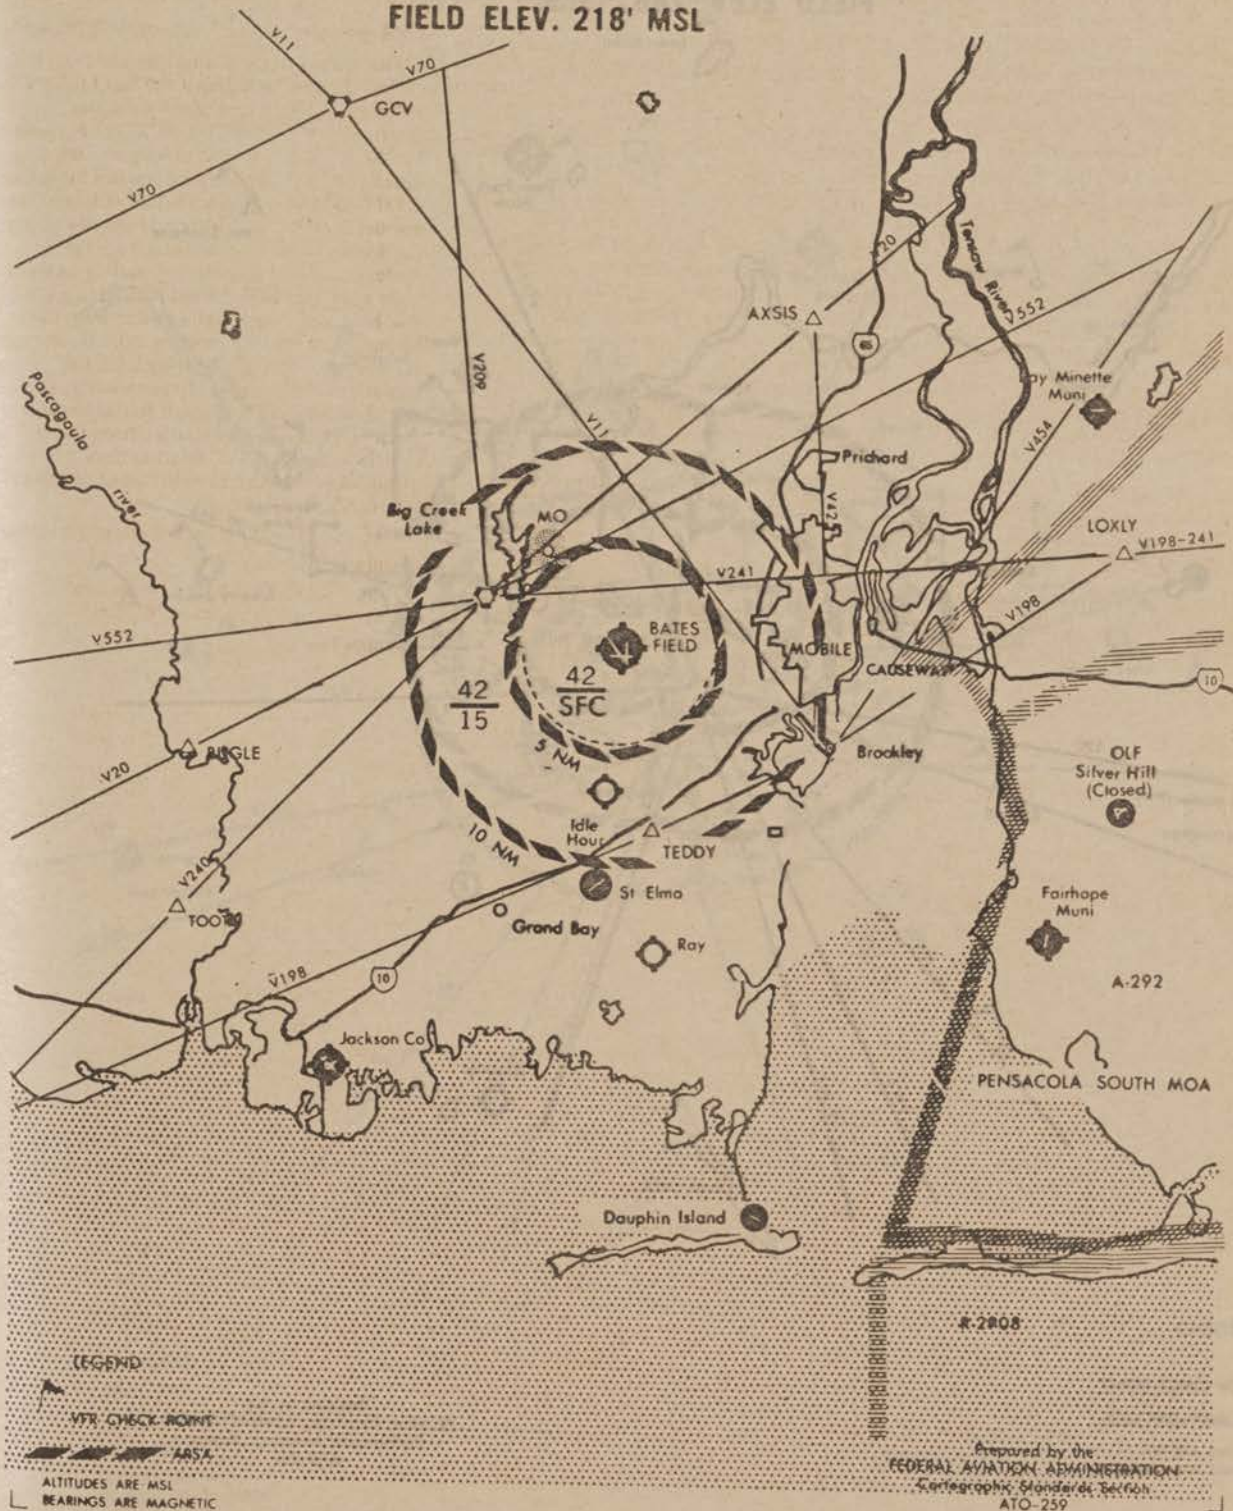 FIELD ELEV. 218' MSL
V11
V70
GCV
V70
V20
Tensaw River
AXSIS
V552
65
V209
Pascagoula
river
Bay Minette
Muni
V11
V454
Prichard
Big Creek
Lake
MO
LOXLY
V198-241
V241
V198
V552
BATES
FIELD
MOBILE
CAUSEWAY
10
42
15
42
SFC
5 NM
Brookley
OLF
Silver Hill
(Closed)
V20
Idle
Hour
10 NM
TEDDY
V240
St Elmo
Fairhope
Muni
Grand Bay
Ray
A-292
V198
10
Jackson Co
PENSACOLA SOUTH MOA
Dauphin Island
R-2908
LEGEND
VFR CHECK POINT
ARSA
ALTITUDES ARE MSL
BEARINGS ARE MAGNETIC
Prepared by the
FEDERAL AVIATION ADMINISTRATION
Cartographic Standards Section
ATO-259